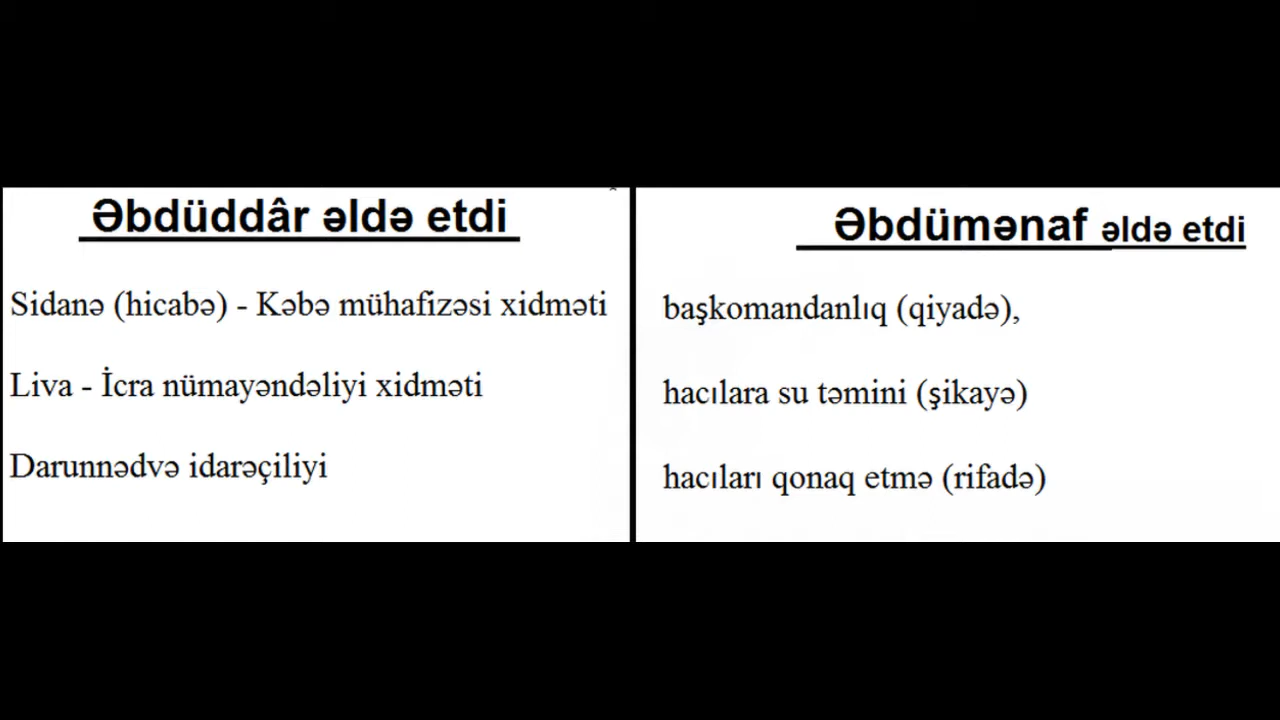 Əbdüddâr əldə etdi
Sidanə (hicabə) - Kəbə mühafizəsi xidməti
Liva - İcra nümayəndəliyi xidməti
Darunnədvə idarəçiliyi
Əbdümənaf əldə etdi
başkomandanlıq (qiyadə),
hacılara su təmini (şikayə)
hacıları qonaq etmə (rifadə)